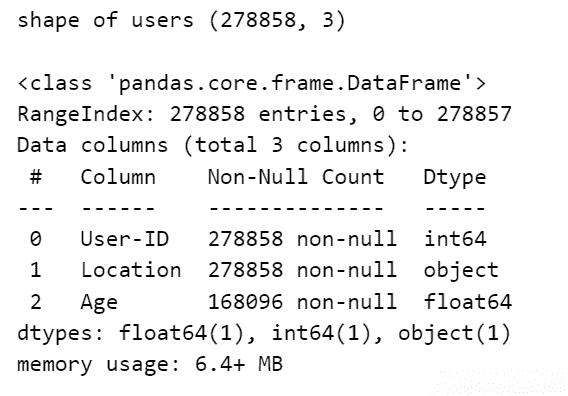 shape of users (278858, 3)
<class 'pandas.core.frame.DataFrame'>
RangeIndex: 278858 entries, 0 to 278857
Data columns (total 3 columns):
 #   Column    Non-Null Count   Dtype
---  ------    --------------   -----
 0   User-ID   278858 non-null  int64
 1   Location  278858 non-null  object
 2   Age       168096 non-null  float64
dtypes: float64(1), int64(1), object(1)
memory usage: 6.4+ MB